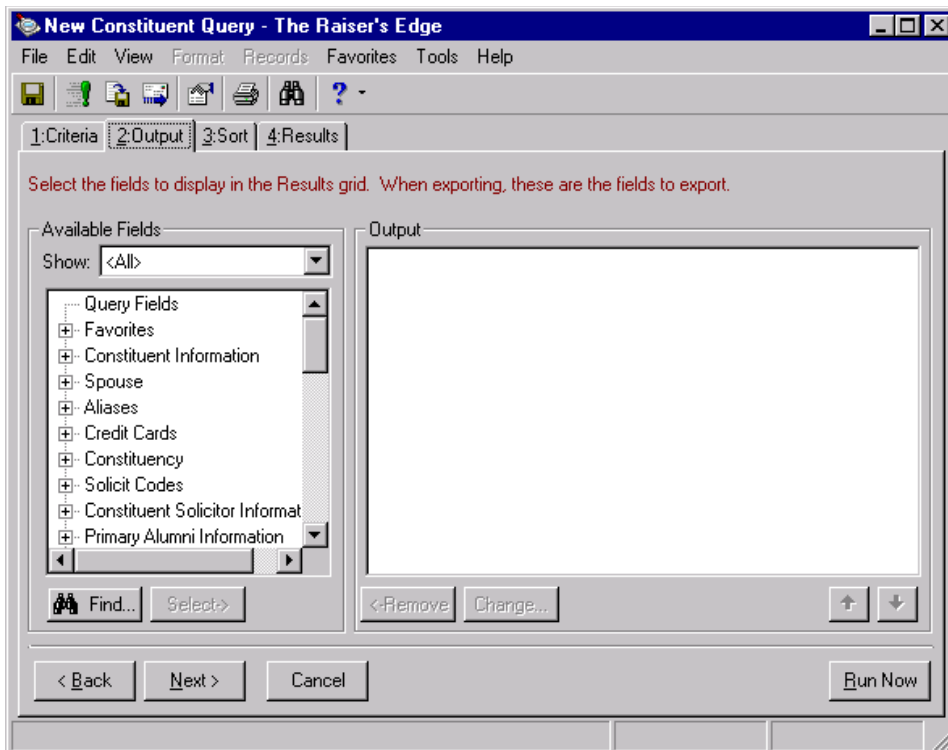 New Constituent Query - The Raiser's Edge
File Edit View Format Records Favorites Tools Help
?
1:Criteria 2:Output 3:Sort 4:Results
Select the fields to display in the Results grid. When exporting, these are the fields to export.
Available Fields
Show: <All>
Query Fields
Favorites
Constituent Information
Spouse
Aliases
Credit Cards
Constituency
Solicit Codes
Constituent Solicitor Informat
Primary Alumni Information
Find... Select->
Output
<-Remove Change...
< Back Next > Cancel Run Now